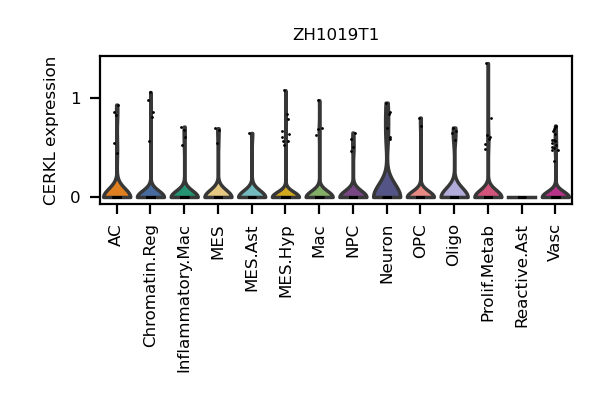 ZH1019T1
CERKL expression
1
0
AC
Chromatin.Reg
Inflammatory.Mac
MES
MES.Ast
MES.Hyp
Mac
NPC
Neuron
OPC
Oligo
Prolif.Metab
Reactive.Ast
Vasc